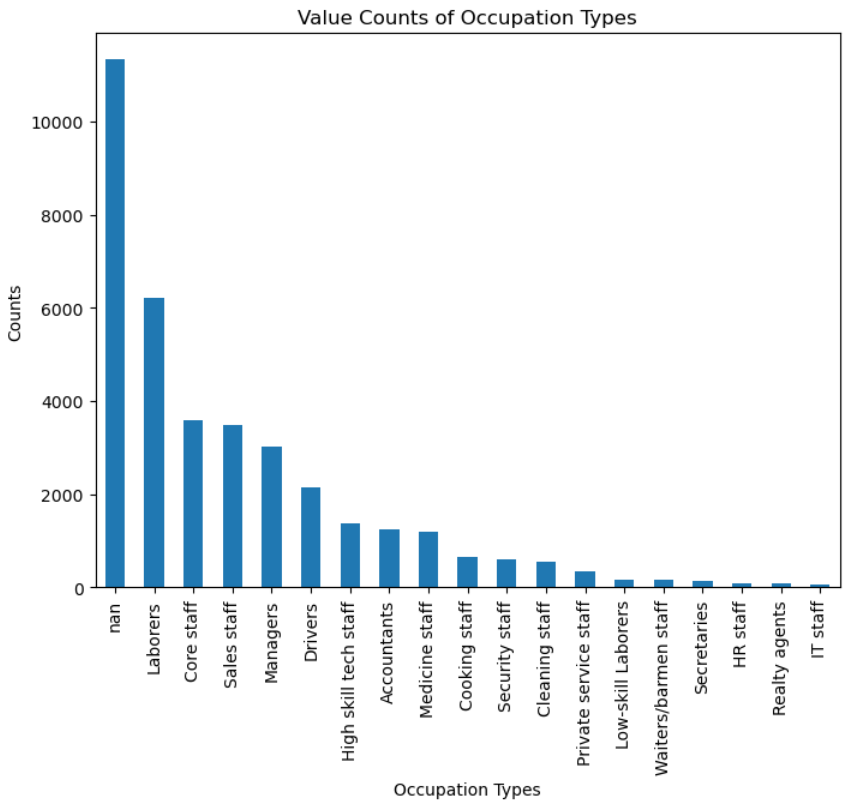 Value Counts of Occupation Types
Counts
10000
8000
6000
4000
2000
0
nan
Laborers
Core staff
Sales staff
Managers
Drivers
High skill tech staff
Accountants
Medicine staff
Cooking staff
Security staff
Cleaning staff
Private service staff
Low-skill Laborers
Waiters/barmen staff
Secretaries
HR staff
Realty agents
IT staff
Occupation Types